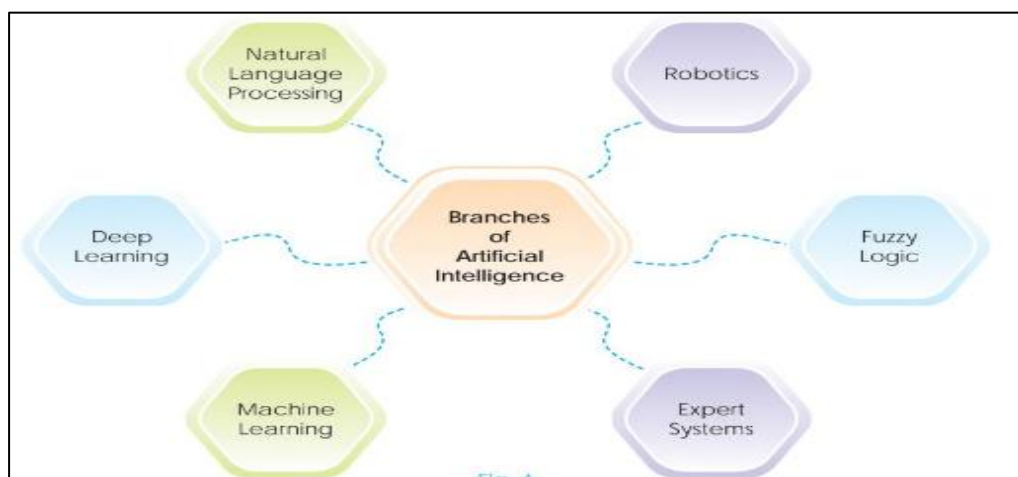 Natural
Language
Processing
Robotics
Branches
of
Artificial
Intelligence
Deep
Learning
Fuzzy
Logic
Machine
Learning
Expert
Systems